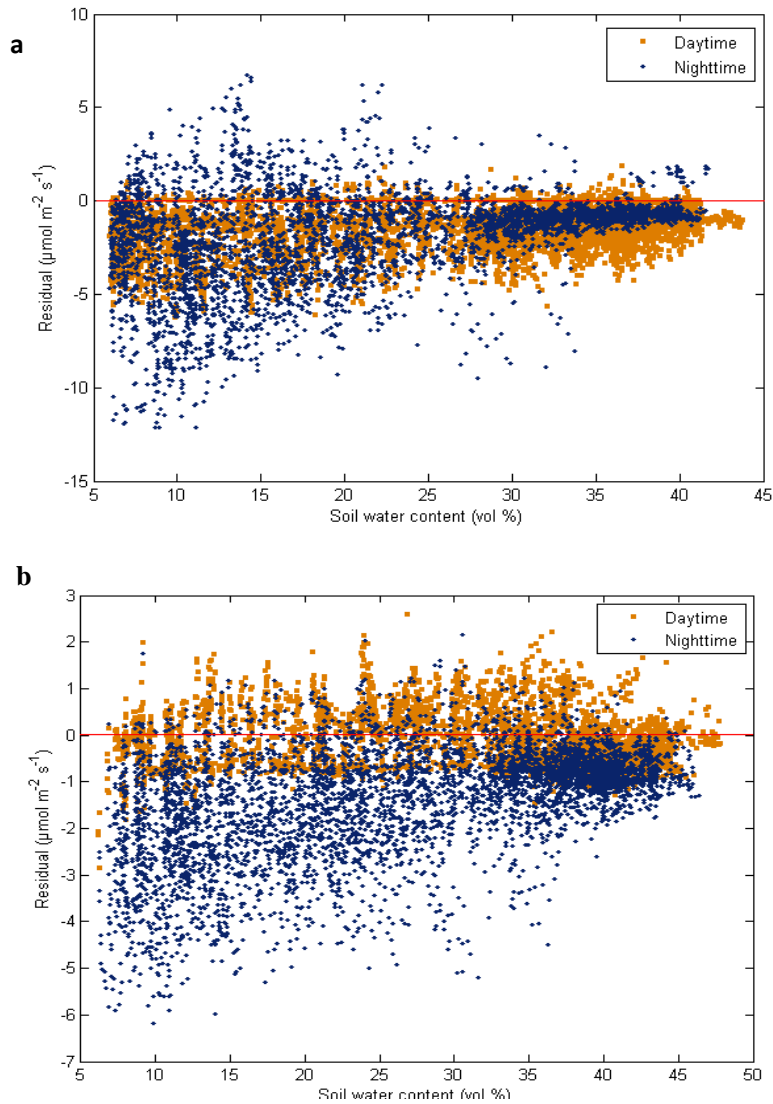 a
10
5
0
-5
-10
-15
Residual (µmol m⁻² s⁻¹)
Daytime
Nighttime
5 10 15 20 25 30 35 40 45
Soil water content (vol %)
b
3
2
1
0
-1
-2
-3
-4
-5
-6
-7
Residual (µmol m⁻² s⁻¹)
Daytime
Nighttime
5 10 15 20 25 30 35 40 45 50
Soil water content (vol %)